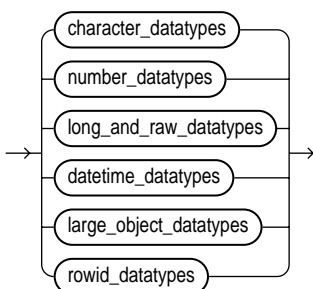 character_datatypes
number_datatypes
long_and_raw_datatypes
datetime_datatypes
large_object_datatypes
rowid_datatypes